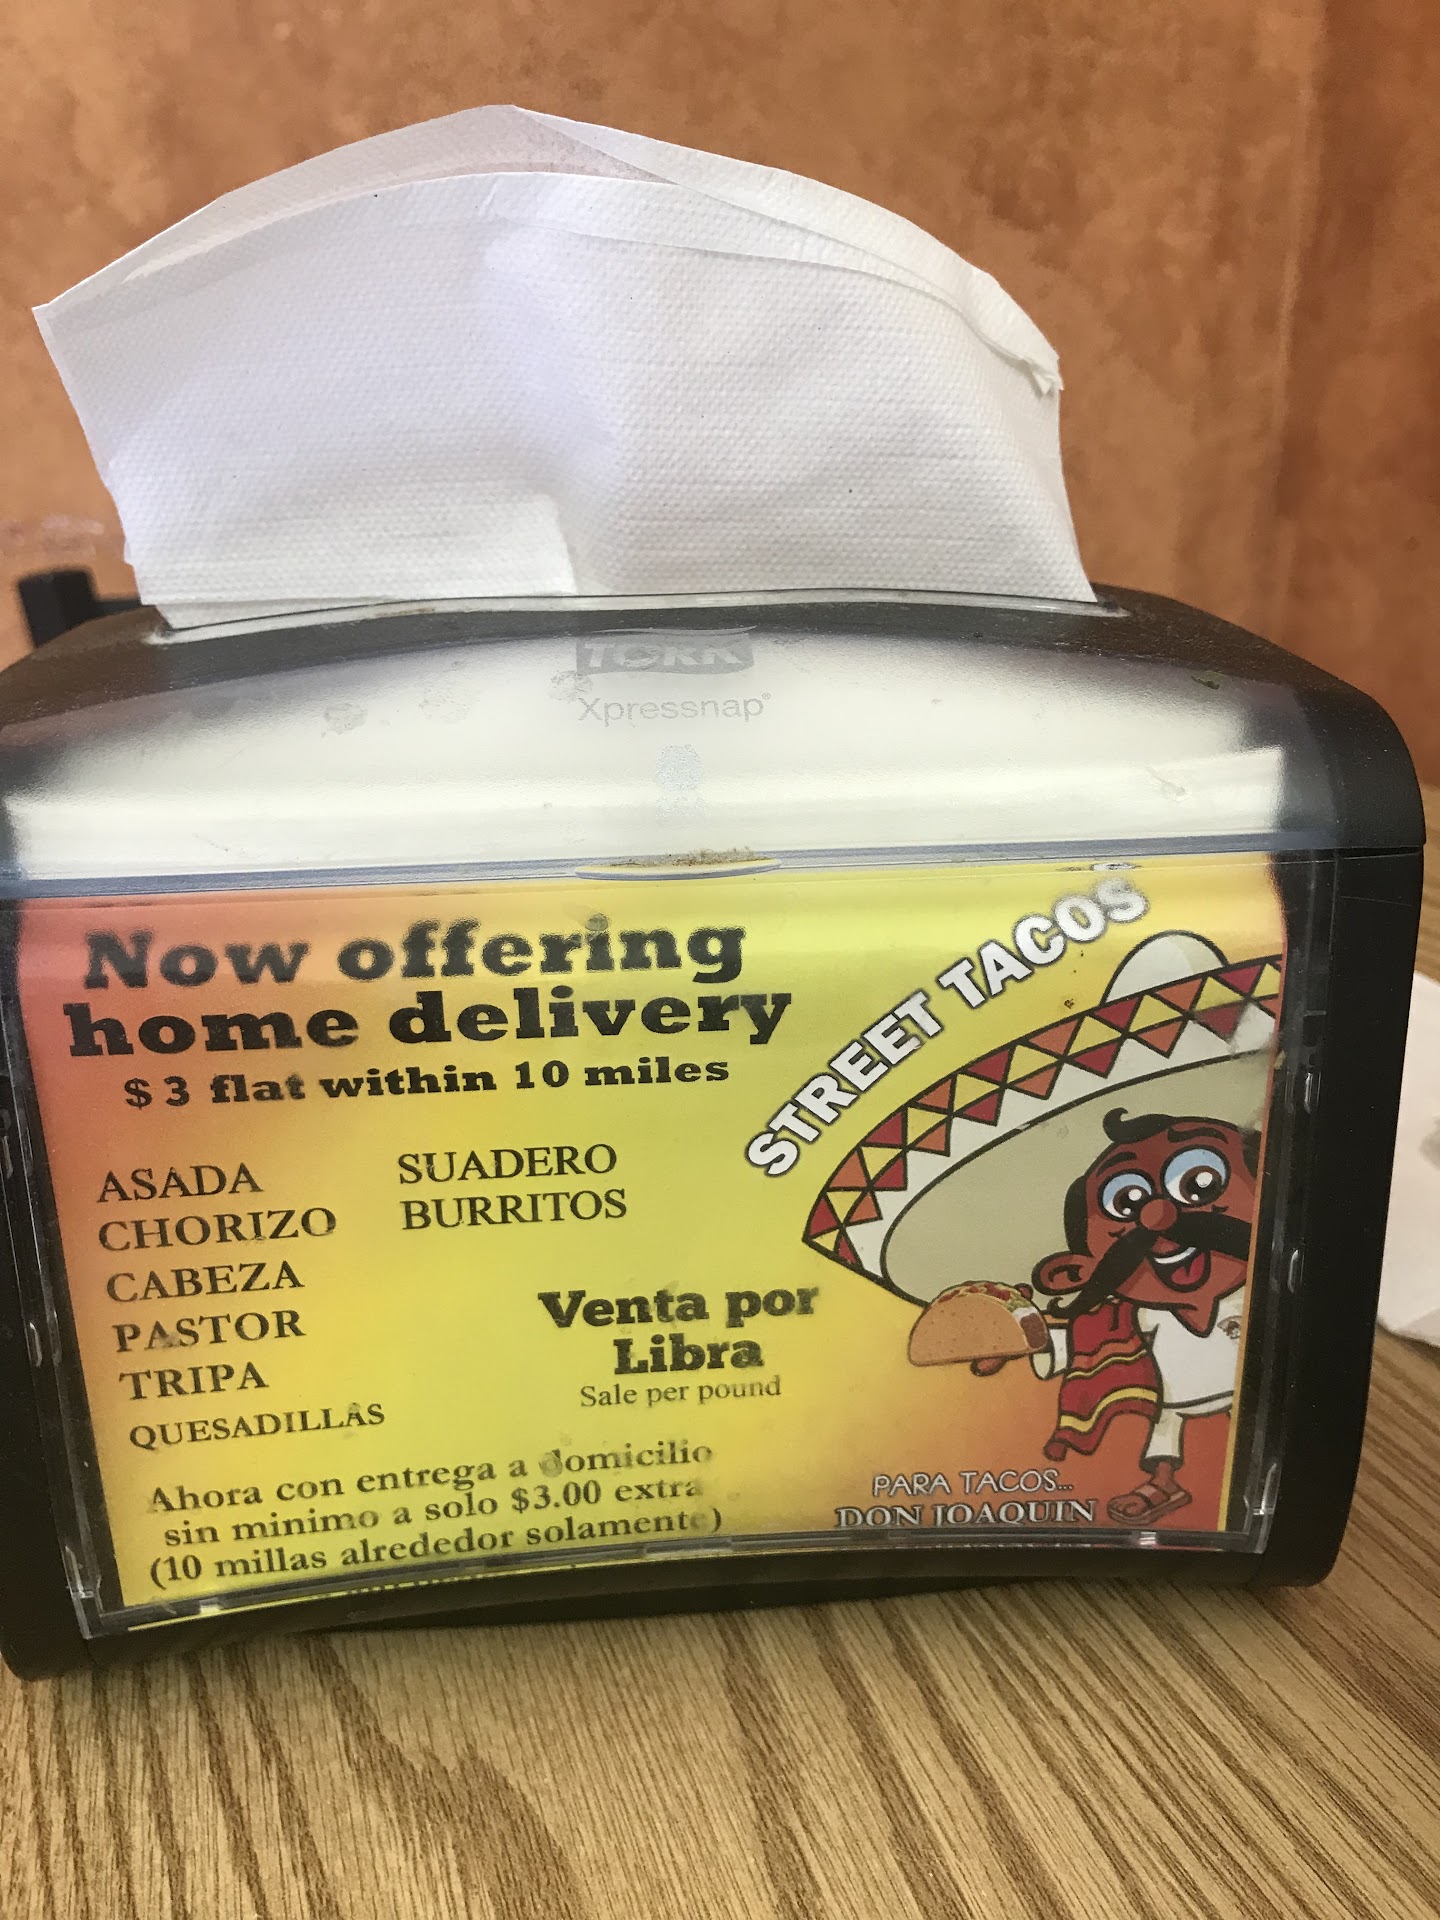 TORK
Xpressnap®
Now offering
home delivery
$3 flat within 10 miles
STREET TACOS
ASADA
CHORIZO
CABEZA
PASTOR
TRIPA
QUESADILLAS
SUADERO
BURRITOS
Venta por
Libra
Sale per pound
Ahora con entrega a domicilio
sin minimo a solo $3.00 extra
(10 millas alrededor solamente)
PARA TACOS...
DON JOAQUIN